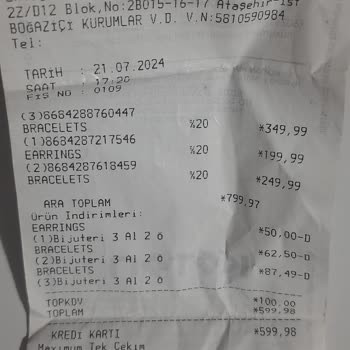 2Z/D12 Blok,No:2B015-16-17 Ataşehir-İst
BOĞAZİÇİ KURUMLAR V.D. V.N:5810590984
Tel:
TARİH : 21.07.2024
SAAT : 17:20
FİŞ NO : 0109
(3)8684288760447
BRACELETS %20 *349,99
(1)8684287217546
EARRINGS %20 *199,99
(2)8684287618459
BRACELETS %20 *249,99
ARA TOPLAM *799,97
Ürün İndirimleri:
EARRINGS
(1)Bijuteri 3 Al 2 Ö *50,00-D
BRACELETS
(2)Bijuteri 3 Al 2 Ö *62,50-D
BRACELETS
(3)Bijuteri 3 Al 2 Ö *87,49-D
TOPKDV *100,00
TOPLAM *599,98
KREDİ KARTI *599,98
Maximum Tek Çekim